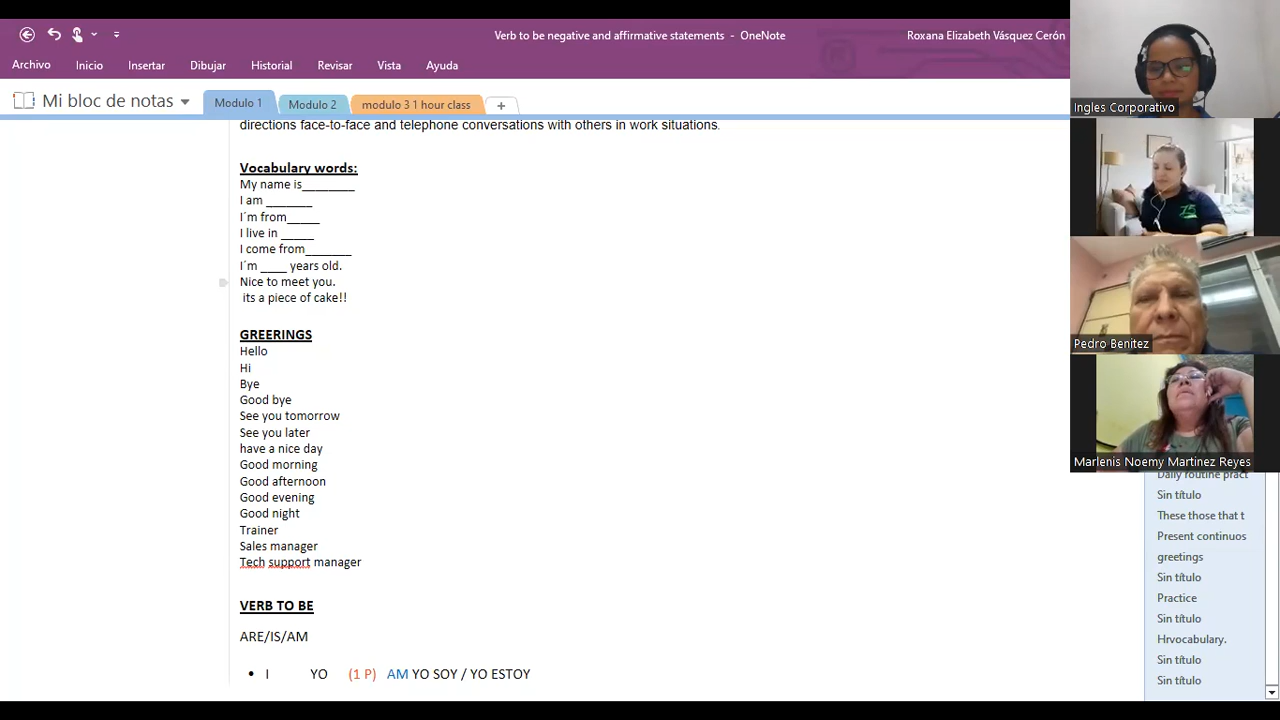 Verb to be negative and affirmative statements - OneNote
Roxana Elizabeth Vásquez Cerón
Archivo Inicio Insertar Dibujar Historial Revisar Vista Ayuda
Mi bloc de notas
Modulo 1
Modulo 2
modulo 3 1 hour class
directions face-to-face and telephone conversations with others in work situations.
Vocabulary words:
My name is________
I am _______
I´m from_____
I live in _____
I come from_______
I´m ____ years old.
Nice to meet you.
its a piece of cake!!
GREERINGS
Hello
Hi
Bye
Good bye
See you tomorrow
See you later
have a nice day
Good morning
Good afternoon
Good evening
Good night
Trainer
Sales manager
Tech support manager
VERB TO BE
ARE/IS/AM
• I YO (1 P) AM YO SOY / YO ESTOY
Ingles Corporativo
Pedro Benitez
Marlenis Noemy Martinez Reyes
Daily routine pract
Sin título
These those that t
Present continuos
greetings
Sin título
Practice
Sin título
Hrvocabulary.
Sin título
Sin título